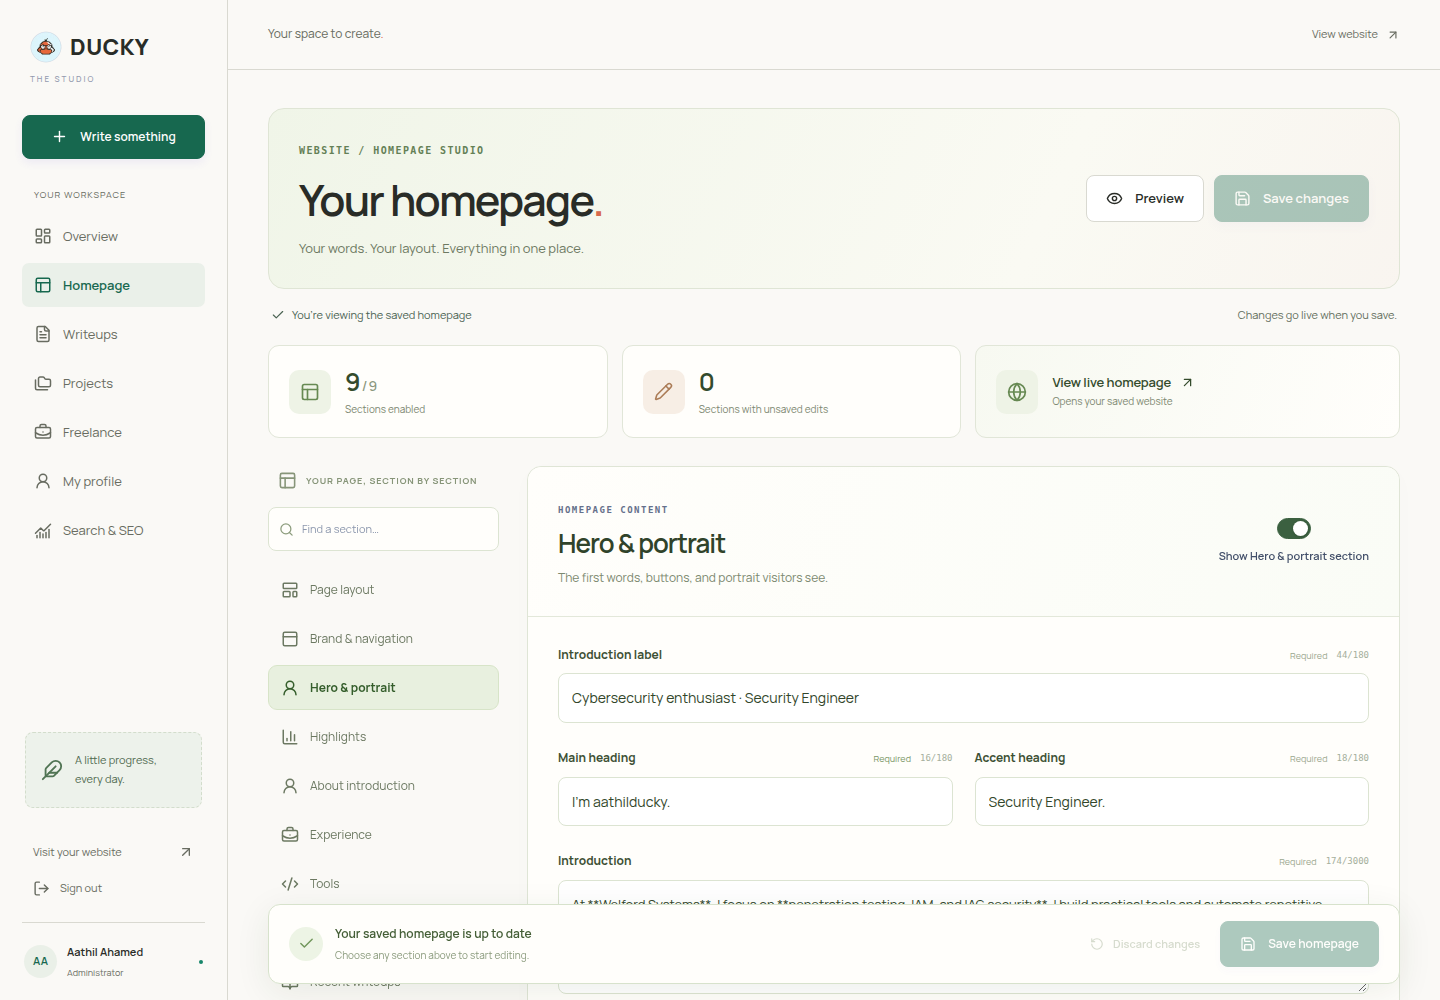 DUCKY
THE STUDIO
Write something
YOUR WORKSPACE
Overview
Homepage
Writeups
Projects
Freelance
My profile
Search & SEO
A little progress,
every day.
Visit your website
Sign out
AA
Aathil Ahamed
Administrator
Your space to create.
View website
WEBSITE / HOMEPAGE STUDIO
Your homepage.
Your words. Your layout. Everything in one place.
Preview
Save changes
You're viewing the saved homepage
Changes go live when you save.
9 / 9
Sections enabled
0
Sections with unsaved edits
View live homepage
Opens your saved website
YOUR PAGE, SECTION BY SECTION
Find a section...
Page layout
Brand & navigation
Hero & portrait
Highlights
About introduction
Experience
Tools
HOMEPAGE CONTENT
Hero & portrait
The first words, buttons, and portrait visitors see.
Show Hero & portrait section
Introduction label
Required 44/180
Cybersecurity enthusiast · Security Engineer
Main heading
Required 16/180
I'm aathilducky.
Accent heading
Required 18/180
Security Engineer.
Introduction
Required 174/3000
Your saved homepage is up to date
Choose any section above to start editing.
Discard changes
Save homepage